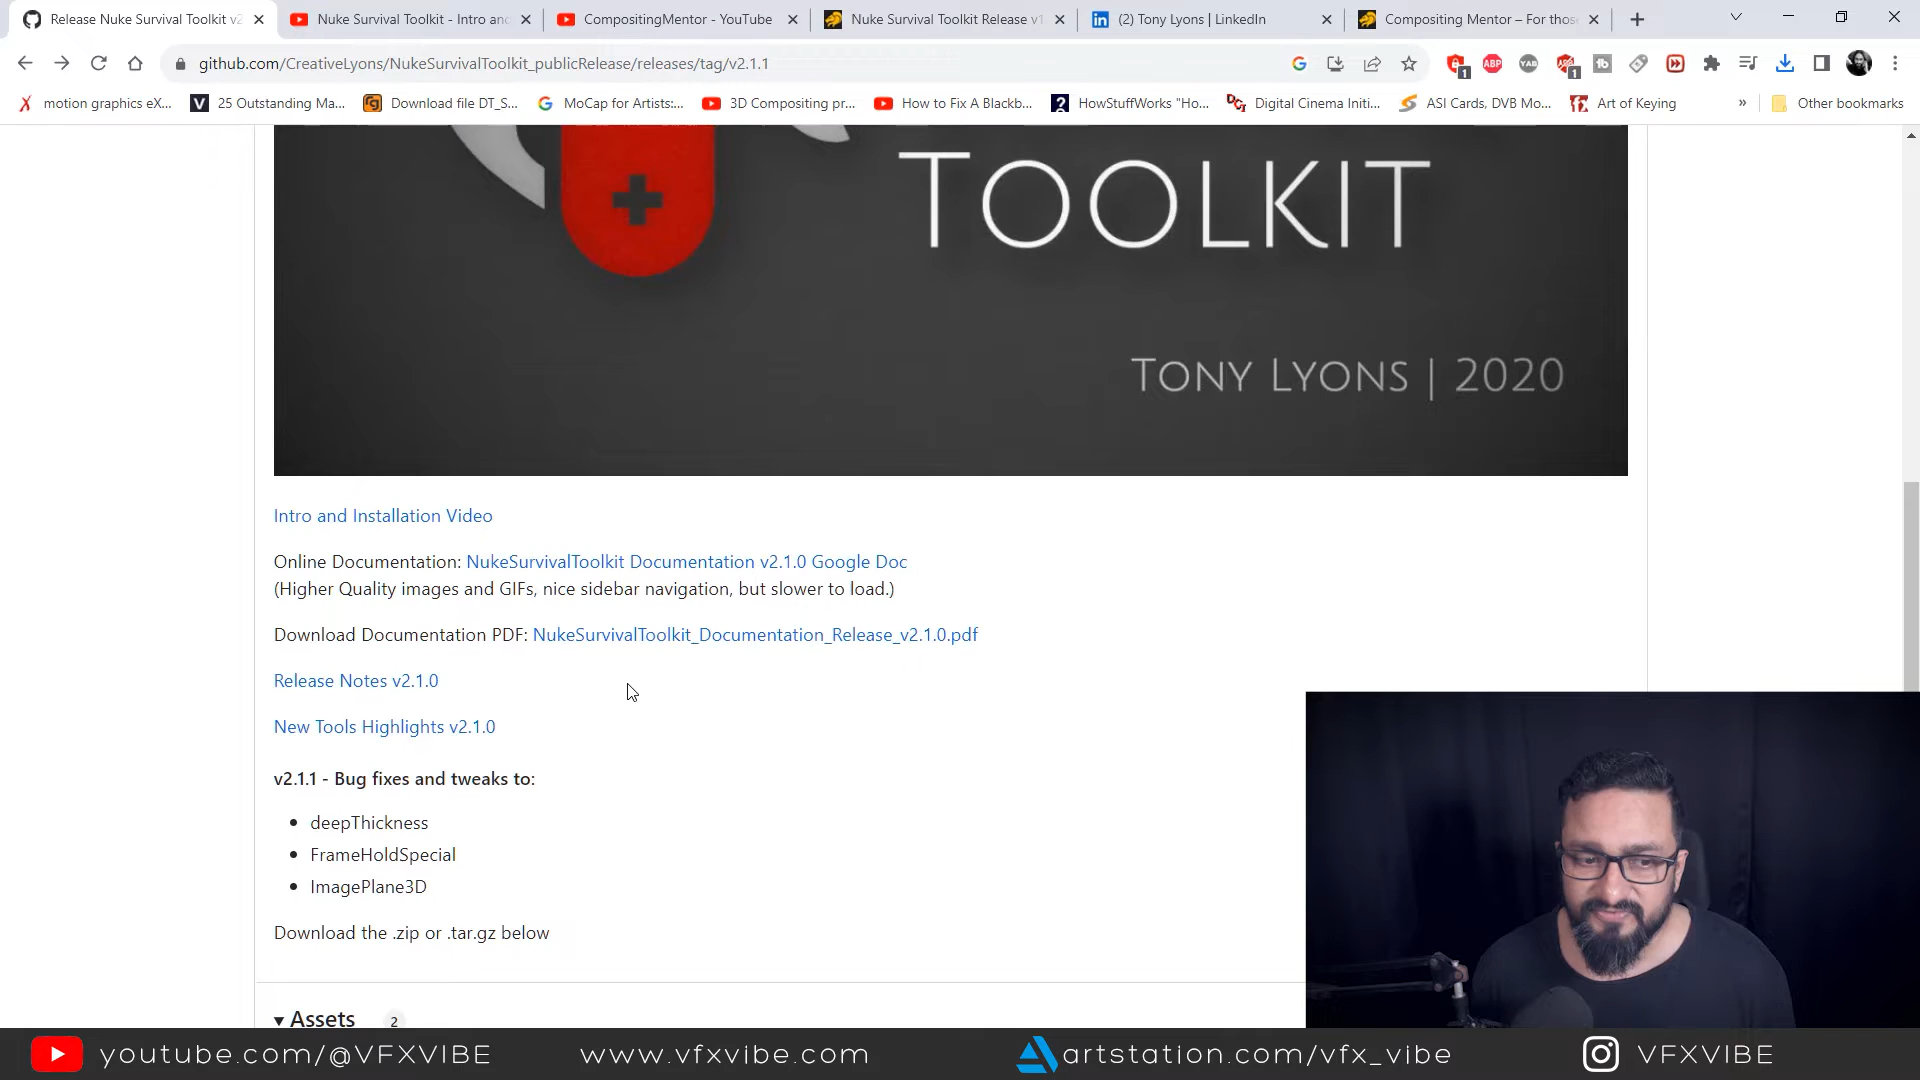 Release Nuke Survival Toolkit v2
Nuke Survival Toolkit - Intro and
CompositingMentor - YouTube
Nuke Survival Toolkit Release v1
(2) Tony Lyons | LinkedIn
Compositing Mentor – For those
github.com/CreativeLyons/NukeSurvivalToolkit_publicRelease/releases/tag/v2.1.1
motion graphics eX...
25 Outstanding Ma...
Download file DT_S...
MoCap for Artists:...
3D Compositing pr...
How to Fix A Blackb...
HowStuffWorks "Ho...
Digital Cinema Initi...
ASI Cards, DVB Mo...
Art of Keying
»
Other bookmarks
TOOLKIT
TONY LYONS | 2020
Intro and Installation Video
Online Documentation: NukeSurvivalToolkit Documentation v2.1.0 Google Doc
(Higher Quality images and GIFs, nice sidebar navigation, but slower to load.)
Download Documentation PDF: NukeSurvivalToolkit_Documentation_Release_v2.1.0.pdf
Release Notes v2.1.0
New Tools Highlights v2.1.0
v2.1.1 - Bug fixes and tweaks to:
• deepThickness
• FrameHoldSpecial
• ImagePlane3D
Download the .zip or .tar.gz below
Assets 2
youtube.com/@VFXVIBE
www.vfxvibe.com
artstation.com/vfx_vibe
VFXVIBE